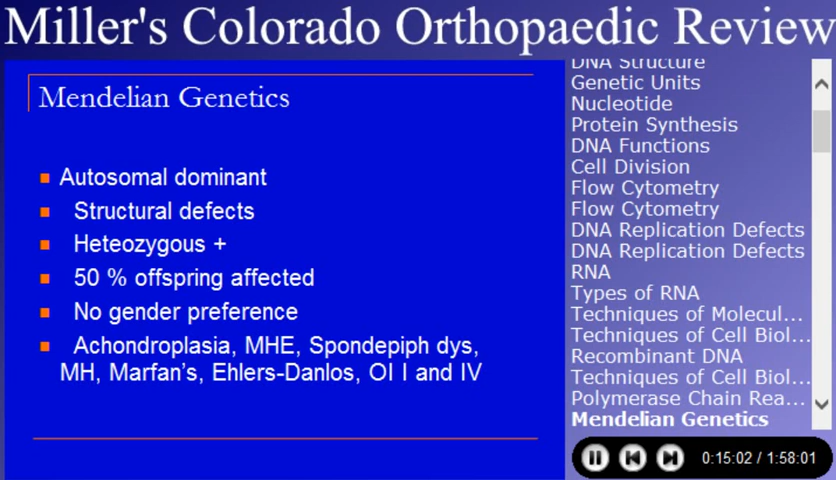 Miller's Colorado Orthopaedic Review
Mendelian Genetics
Autosomal dominant
Structural defects
Heteozygous +
50 % offspring affected
No gender preference
Achondroplasia, MHE, Spondepiph dys,
MH, Marfan's, Ehlers-Danlos, OI I and IV
DNA Structure
Genetic Units
Nucleotide
Protein Synthesis
DNA Functions
Cell Division
Flow Cytometry
Flow Cytometry
DNA Replication Defects
DNA Replication Defects
RNA
Types of RNA
Techniques of Molecul...
Techniques of Cell Biol...
Recombinant DNA
Techniques of Cell Biol...
Polymerase Chain Rea...
Mendelian Genetics
0:15:02 / 1:58:01